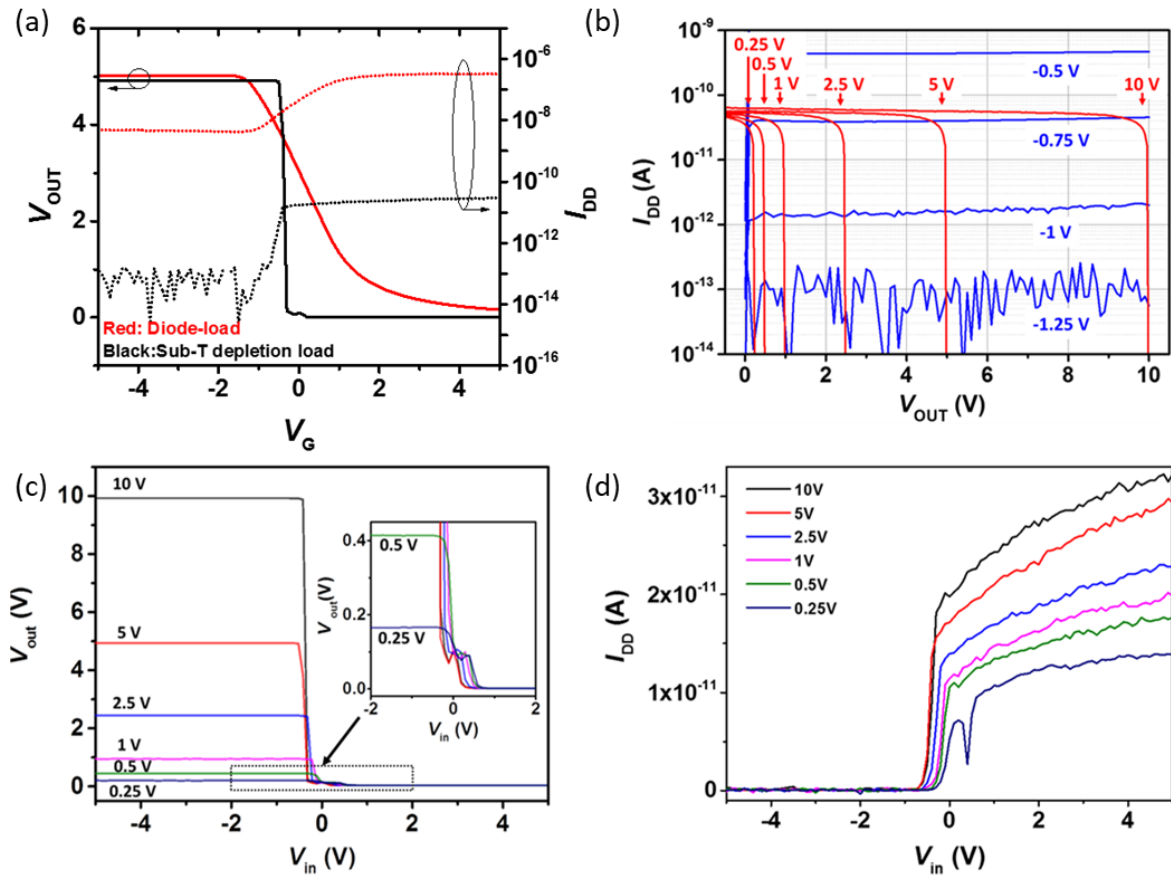 (a)
6
4
2
0
V_OUT
-4
-2
0
2
4
V_G
10^-6
10^-8
10^-10
10^-12
10^-14
10^-16
I_DD
Red: Diode-load
Black:Sub-T depletion load
(b)
10^-9
10^-10
10^-11
10^-12
10^-13
10^-14
I_DD (A)
0.25 V
0.5 V
1 V
2.5 V
5 V
10 V
-0.5 V
-0.75 V
-1 V
-1.25 V
0
2
4
6
8
10
V_OUT (V)
(c)
10
8
6
4
2
0
V_out (V)
10 V
5 V
2.5 V
1 V
0.5 V
0.25 V
0.4
0.2
0.0
V_out (V)
0.5 V
0.25 V
-2
0
2
V_in (V)
-4
-2
0
2
4
V_in (V)
(d)
3x10^-11
2x10^-11
1x10^-11
0
I_DD (A)
10V
5V
2.5V
1V
0.5V
0.25V
-4
-2
0
2
4
V_in (V)